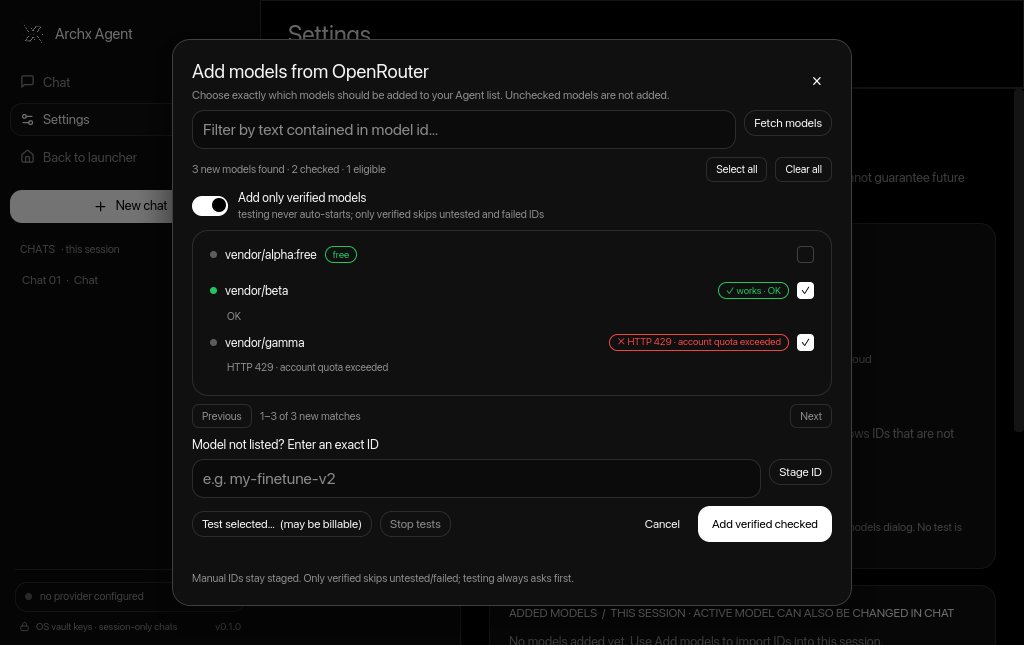 Archx Agent
Settings
Chat
Settings
Back to launcher
New chat
CHATS · this session
Chat 01 · Chat
no provider configured
OS vault keys · session-only chats v0.1.0
Add models from OpenRouter
Choose exactly which models should be added to your Agent list. Unchecked models are not added.
Filter by text contained in model id...
Fetch models
3 new models found · 2 checked · 1 eligible
Select all
Clear all
Add only verified models
testing never auto-starts; only verified skips untested and failed IDs
vendor/alpha:free free
vendor/beta ✓ works · OK
OK
vendor/gamma ✕ HTTP 429 · account quota exceeded
HTTP 429 · account quota exceeded
Previous 1–3 of 3 new matches Next
Model not listed? Enter an exact ID
e.g. my-finetune-v2
Stage ID
Test selected... (may be billable)
Stop tests
Cancel
Add verified checked
Manual IDs stay staged. Only verified skips untested/failed; testing always asks first.
not guarantee future
IDs that are not
models dialog. No test is
ADDED MODELS / THIS SESSION · ACTIVE MODEL CAN ALSO BE CHANGED IN CHAT
No models added yet. Use Add models to import IDs into this session.